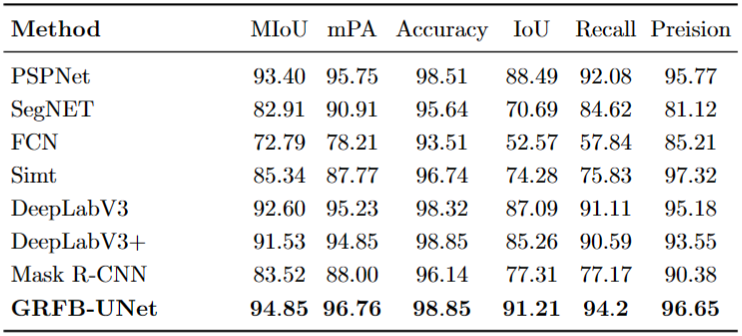 Method MIoU mPA Accuracy IoU Recall Preision
PSPNet 93.40 95.75 98.51 88.49 92.08 95.77
SegNET 82.91 90.91 95.64 70.69 84.62 81.12
FCN 72.79 78.21 93.51 52.57 57.84 85.21
Simt 85.34 87.77 96.74 74.28 75.83 97.32
DeepLabV3 92.60 95.23 98.32 87.09 91.11 95.18
DeepLabV3+ 91.53 94.85 98.85 85.26 90.59 93.55
Mask R-CNN 83.52 88.00 96.14 77.31 77.17 90.38
GRFB-UNet 94.85 96.76 98.85 91.21 94.2 96.65